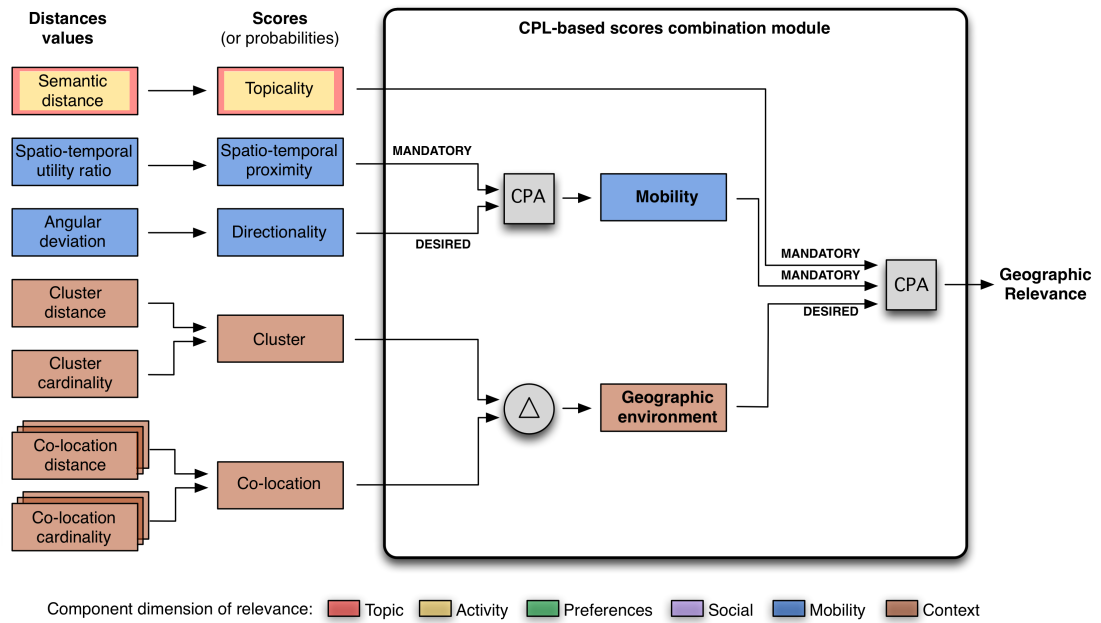 Distances
values
Scores
(or probabilities)
CPL-based scores combination module
Semantic
distance
Topicality
Spatio-temporal
utility ratio
Spatio-temporal
proximity
MANDATORY
CPA
Mobility
Angular
deviation
Directionality
DESIRED
MANDATORY
MANDATORY
DESIRED
CPA
Geographic
Relevance
Cluster
distance
Cluster
Cluster
cardinality
△
Geographic
environment
Co-location
distance
Co-location
Co-location
cardinality
Component dimension of relevance:
Topic
Activity
Preferences
Social
Mobility
Context